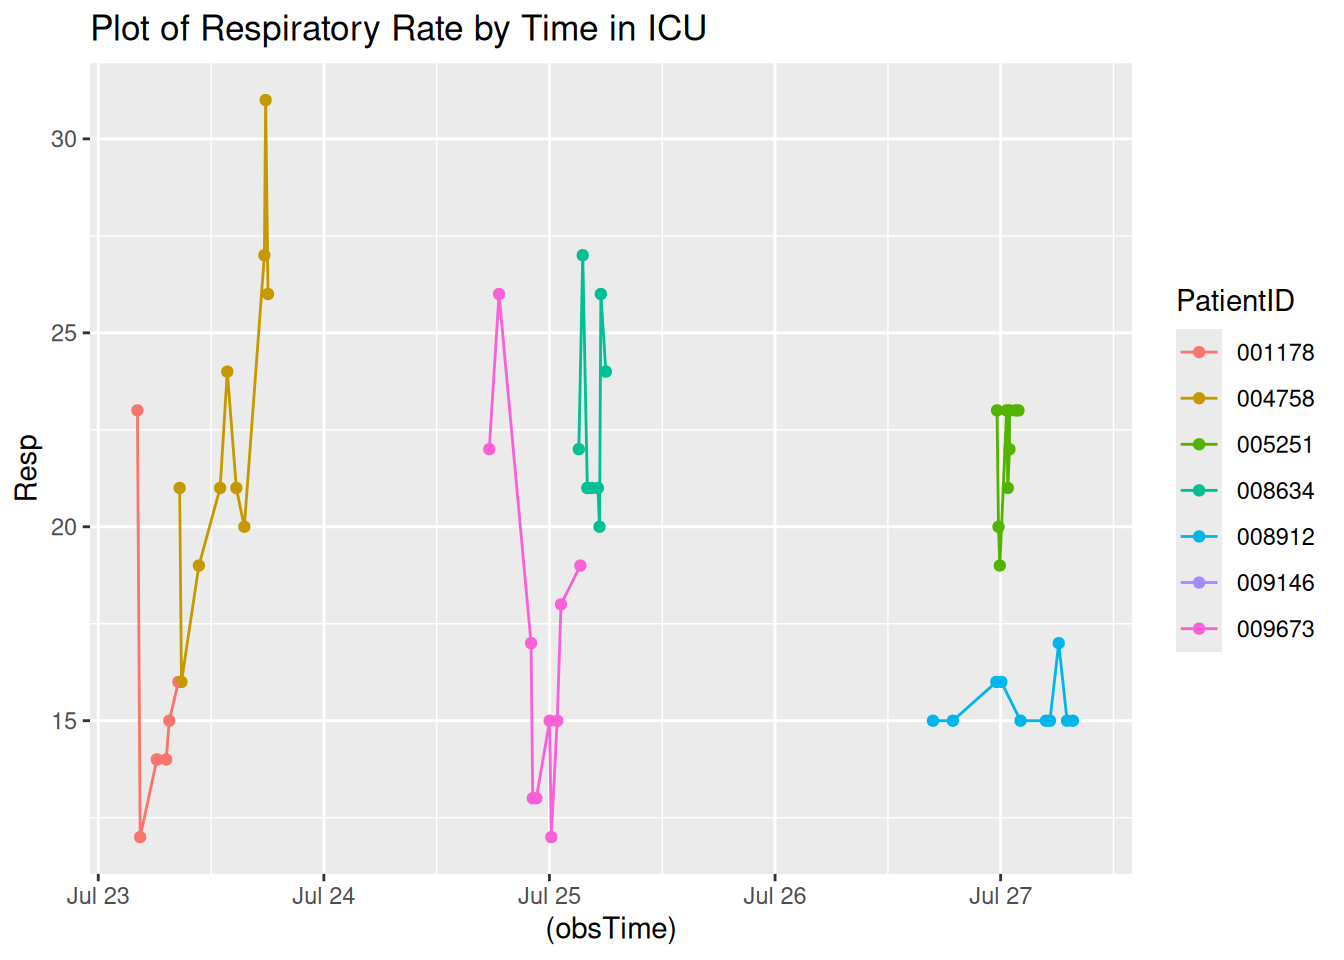 Plot of Respiratory Rate by Time in ICU
Resp
30
25
20
15
Jul 23
Jul 24
Jul 25
Jul 26
Jul 27
(obsTime)
PatientID
001178
004758
005251
008634
008912
009146
009673